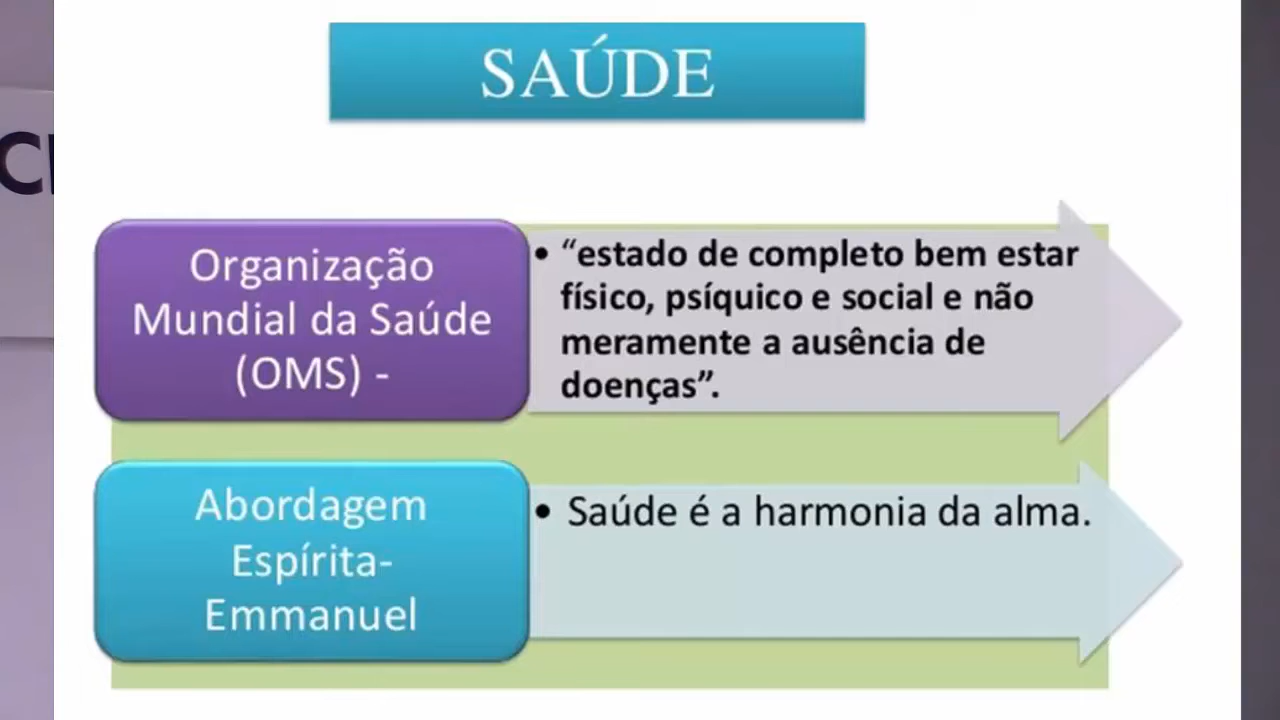 SAÚDE
Organização
Mundial da Saúde
(OMS) -
• “estado de completo bem estar
físico, psíquico e social e não
meramente a ausência de
doenças”.
Abordagem
Espírita-
Emmanuel
• Saúde é a harmonia da alma.